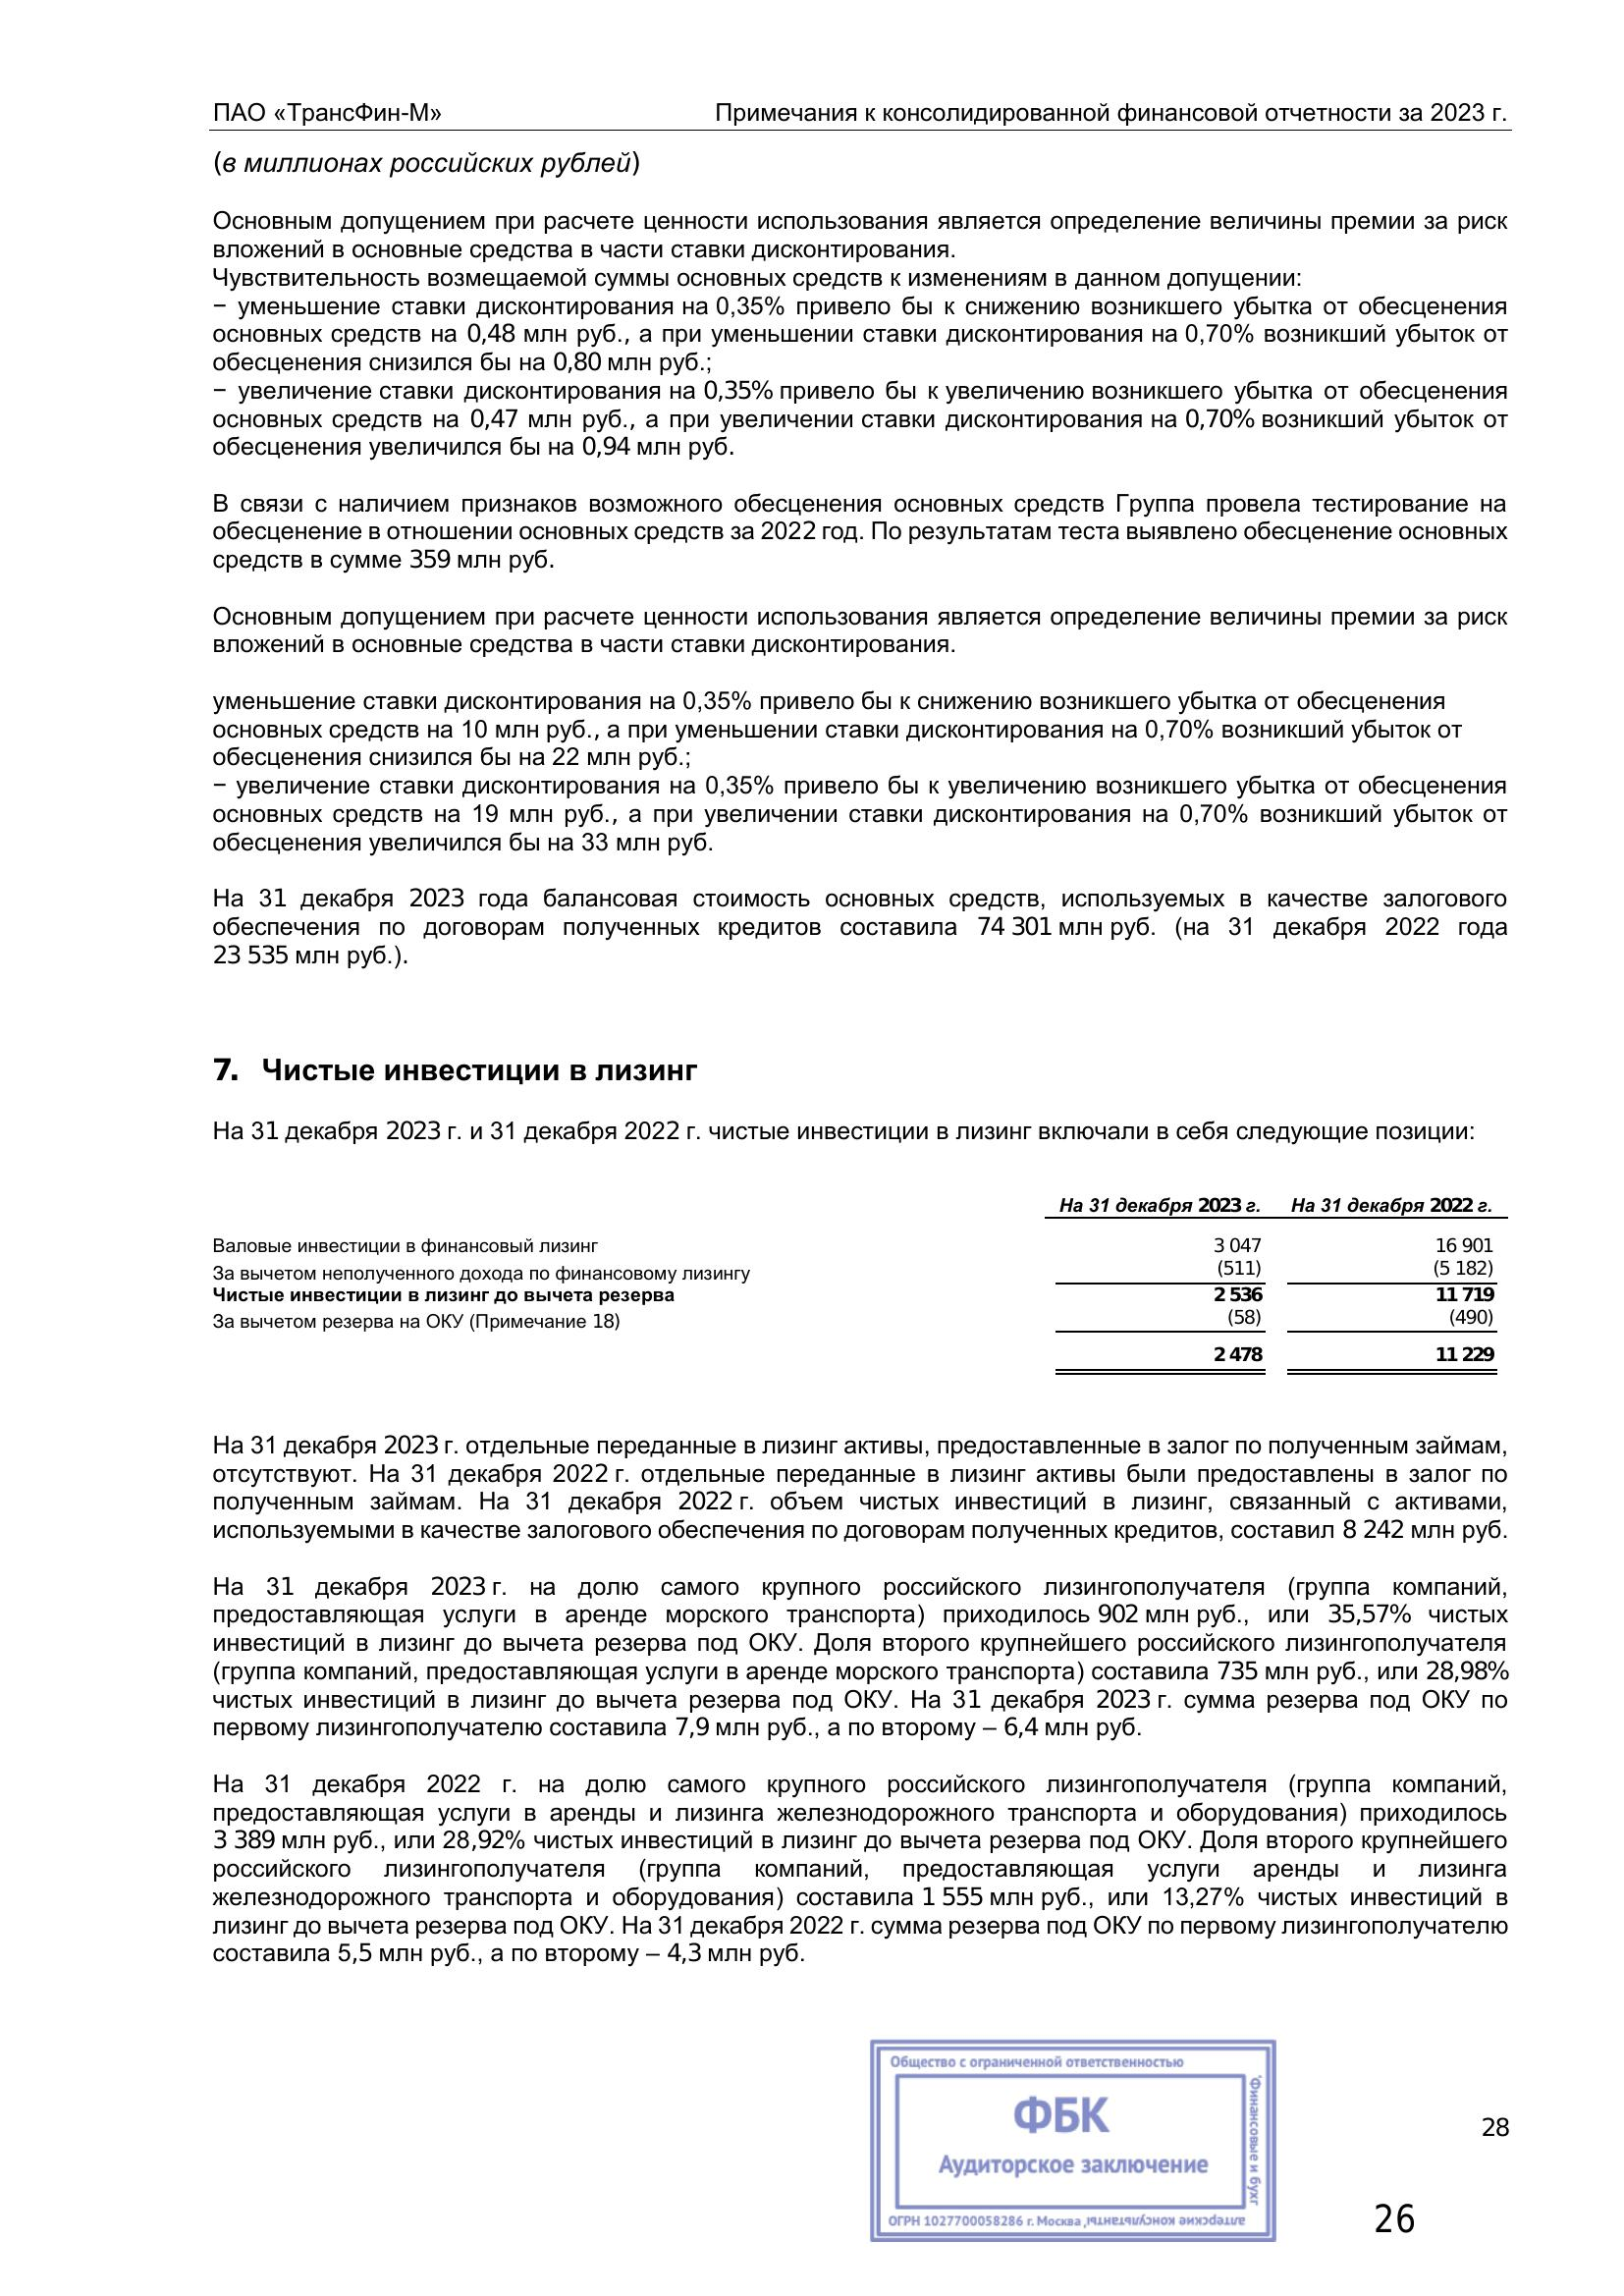 ПАО «ТрансФин-М» Примечания к консолидированной финансовой отчетности за 2023 г.
(в миллионах российских рублей)
Основным допущением при расчете ценности использования является определение величины премии за риск
вложений в основные средства в части ставки дисконтирования.
Чувствительность возмещаемой суммы основных средств к изменениям в данном допущении:
− уменьшение ставки дисконтирования на 0,35% привело бы к снижению возникшего убытка от обесценения
основных средств на 0,48 млн руб., а при уменьшении ставки дисконтирования на 0,70% возникший убыток от
обесценения снизился бы на 0,80 млн руб.;
− увеличение ставки дисконтирования на 0,35% привело бы к увеличению возникшего убытка от обесценения
основных средств на 0,47 млн руб., а при увеличении ставки дисконтирования на 0,70% возникший убыток от
обесценения увеличился бы на 0,94 млн руб.
В связи с наличием признаков возможного обесценения основных средств Группа провела тестирование на
обесценение в отношении основных средств за 2022 год. По результатам теста выявлено обесценение основных
средств в сумме 359 млн руб.
Основным допущением при расчете ценности использования является определение величины премии за риск
вложений в основные средства в части ставки дисконтирования.
уменьшение ставки дисконтирования на 0,35% привело бы к снижению возникшего убытка от обесценения
основных средств на 10 млн руб., а при уменьшении ставки дисконтирования на 0,70% возникший убыток от
обесценения снизился бы на 22 млн руб.;
− увеличение ставки дисконтирования на 0,35% привело бы к увеличению возникшего убытка от обесценения
основных средств на 19 млн руб., а при увеличении ставки дисконтирования на 0,70% возникший убыток от
обесценения увеличился бы на 33 млн руб.
На 31 декабря 2023 года балансовая стоимость основных средств, используемых в качестве залогового
обеспечения по договорам полученных кредитов составила 74 301 млн руб. (на 31 декабря 2022 года
23 535 млн руб.).
7. Чистые инвестиции в лизинг
На 31 декабря 2023 г. и 31 декабря 2022 г. чистые инвестиции в лизинг включали в себя следующие позиции:
На 31 декабря 2023 г. На 31 декабря 2022 г.
Валовые инвестиции в финансовый лизинг 3 047 16 901
За вычетом неполученного дохода по финансовому лизингу (511) (5 182)
Чистые инвестиции в лизинг до вычета резерва 2 536 11 719
За вычетом резерва на ОКУ (Примечание 18) (58) (490)
2 478 11 229
На 31 декабря 2023 г. отдельные переданные в лизинг активы, предоставленные в залог по полученным займам,
отсутствуют. На 31 декабря 2022 г. отдельные переданные в лизинг активы были предоставлены в залог по
полученным займам. На 31 декабря 2022 г. объем чистых инвестиций в лизинг, связанный с активами,
используемыми в качестве залогового обеспечения по договорам полученных кредитов, составил 8 242 млн руб.
На 31 декабря 2023 г. на долю самого крупного российского лизингополучателя (группа компаний,
предоставляющая услуги в аренде морского транспорта) приходилось 902 млн руб., или 35,57% чистых
инвестиций в лизинг до вычета резерва под ОКУ. Доля второго крупнейшего российского лизингополучателя
(группа компаний, предоставляющая услуги в аренде морского транспорта) составила 735 млн руб., или 28,98%
чистых инвестиций в лизинг до вычета резерва под ОКУ. На 31 декабря 2023 г. сумма резерва под ОКУ по
первому лизингополучателю составила 7,9 млн руб., а по второму – 6,4 млн руб.
На 31 декабря 2022 г. на долю самого крупного российского лизингополучателя (группа компаний,
предоставляющая услуги в аренды и лизинга железнодорожного транспорта и оборудования) приходилось
3 389 млн руб., или 28,92% чистых инвестиций в лизинг до вычета резерва под ОКУ. Доля второго крупнейшего
российского лизингополучателя (группа компаний, предоставляющая услуги аренды и лизинга
железнодорожного транспорта и оборудования) составила 1 555 млн руб., или 13,27% чистых инвестиций в
лизинг до вычета резерва под ОКУ. На 31 декабря 2022 г. сумма резерва под ОКУ по первому лизингополучателю
составила 5,5 млн руб., а по второму – 4,3 млн руб.
Общество с ограниченной ответственностью
"Финансовые и бухг
алтерские консультанты"
ФБК
Аудиторское заключение
ОГРН 1027700058286 г. Москва
28
26